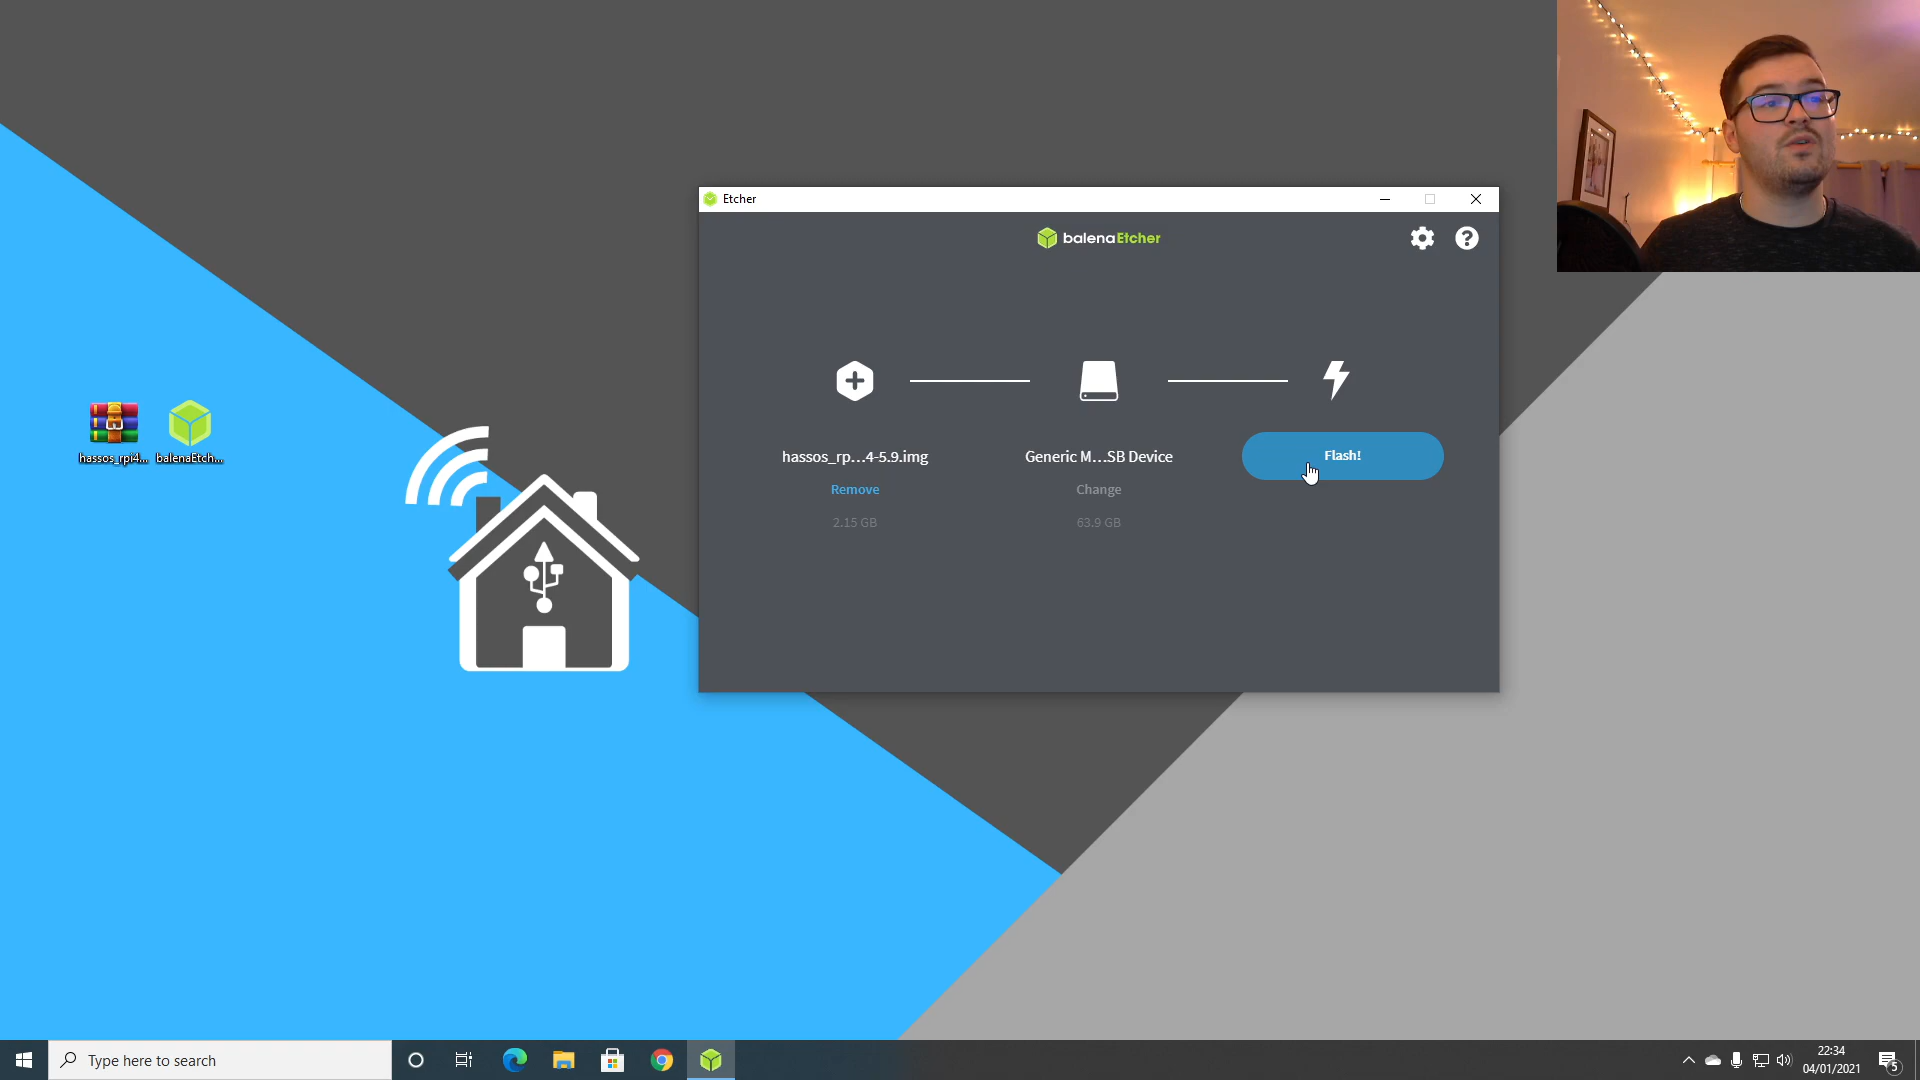 Etcher
balenaEtcher
hassos_rp...4-5.9.img
Generic M...SB Device
Flash!
Remove
Change
2.15 GB
63.9 GB
hassos_rpi4...
balenaEtch...
Type here to search
22:34
04/01/2021
5